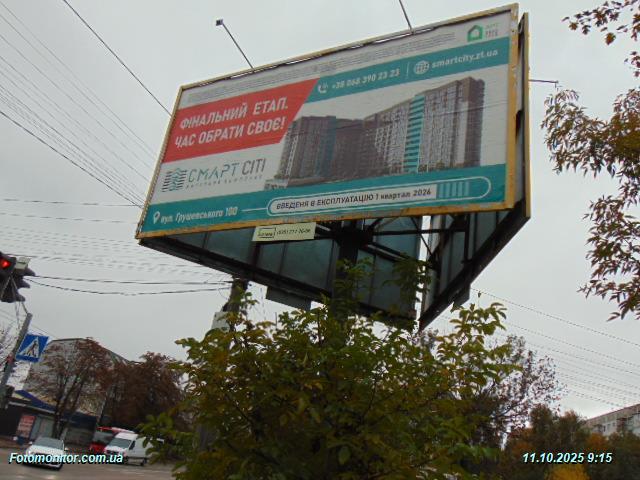 ФІНАЛЬНИЙ ЕТАП.
ЧАС ОБРАТИ СВОЄ!
+38 068 390 23 23
smartcity.zt.ua
СМАРТ СІТІ
вул. Грушевського 100
ВВЕДЕНЯ В ЕКСПЛУАТАЦІЮ 1 квартал 2026
Fotomonitor.com.ua
11.10.2025 9:15